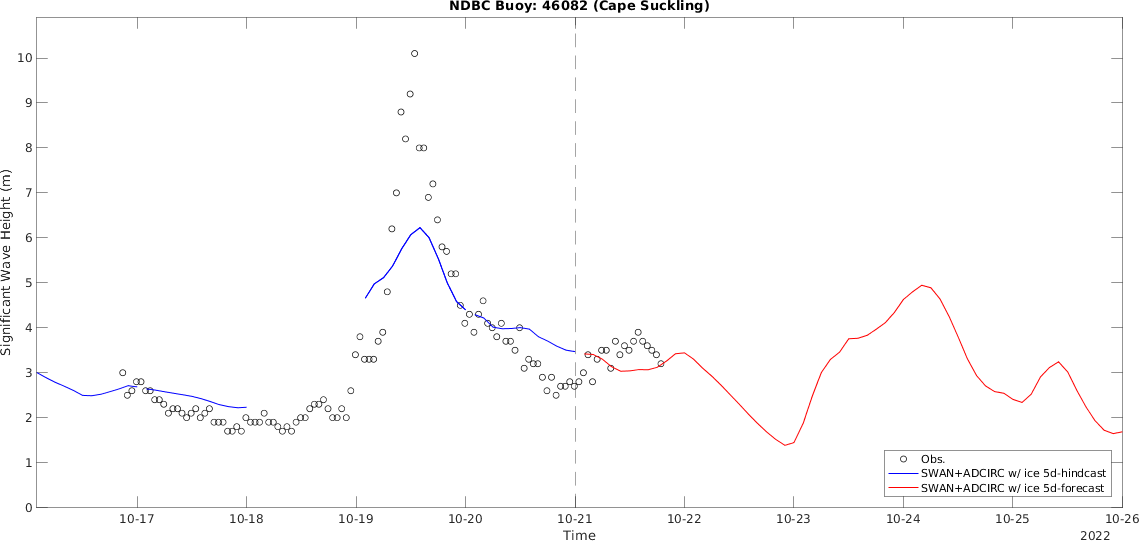 NDBC Buoy: 46082 (Cape Suckling)
Significant Wave Height (m)
10
9
8
7
6
5
4
3
2
1
0
10-17 10-18 10-19 10-20 10-21 10-22 10-23 10-24 10-25 10-26
Time
2022
Obs.
SWAN+ADCIRC w/ ice 5d-hindcast
SWAN+ADCIRC w/ ice 5d-forecast